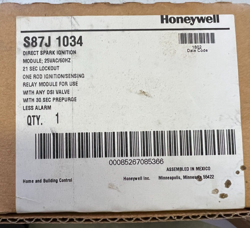 Honeywell
S87J 1034
DIRECT SPARK IGNITION
MODULE; 25VAC/50HZ
21 SEC LOCKOUT
ONE ROD IGNITION/SENSING
RELAY MODULE FOR USE
WITH ANY DSI VALVE
WITH 30 SEC PREPURGE
LESS ALARM
1802
Date Code
QTY. 1
00085267085366
ASSEMBLED IN MEXICO
Home and Building Control
Honeywell Inc.
Minneapolis, Minnesota 55422